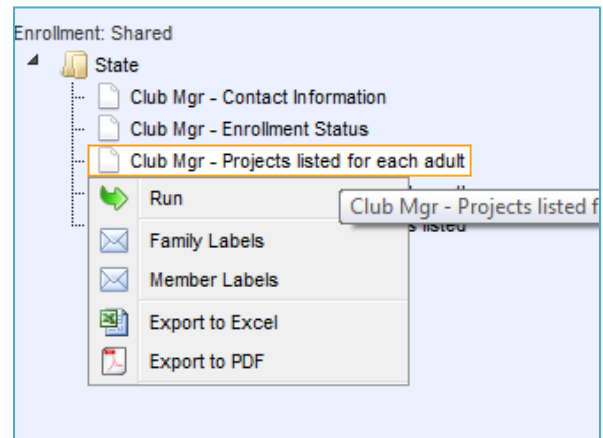 Enrollment: Shared
State
Club Mgr - Contact Information
Club Mgr - Enrollment Status
Club Mgr - Projects listed for each adult
Run
Club Mgr - Projects listed f
s listed
Family Labels
Member Labels
Export to Excel
Export to PDF